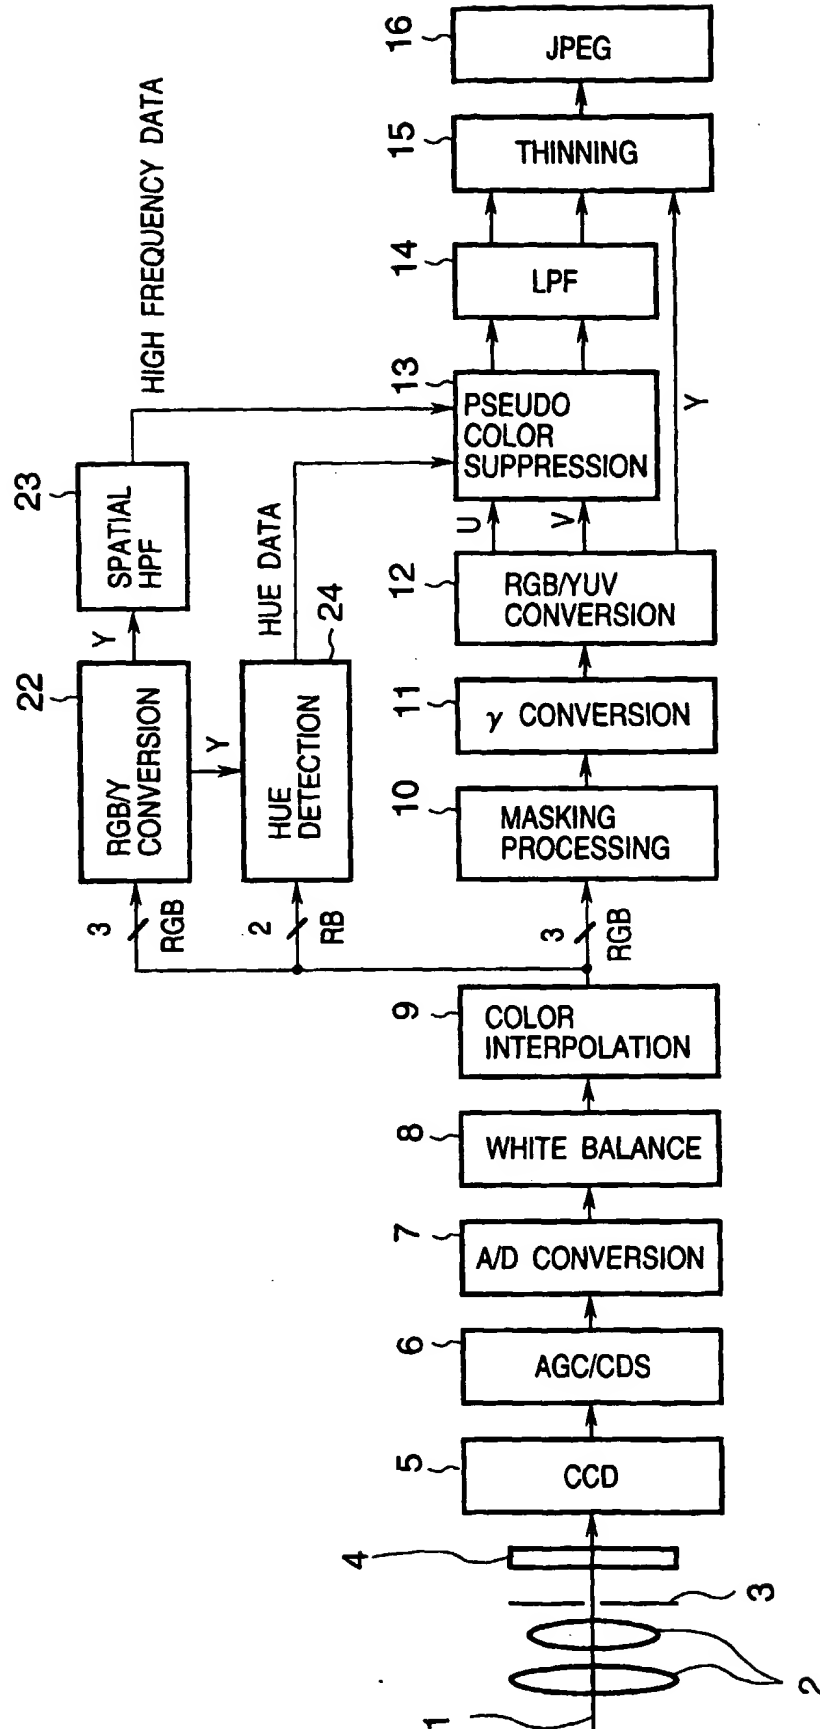 16
JPEG
15
THINNING
14
LPF
13
PSEUDO
COLOR
SUPPRESSION
HIGH FREQUENCY DATA
23
SPATIAL
HPF
HUE DATA
U
V
Y
12
RGB/YUV
CONVERSION
22
RGB/Y
CONVERSION
Y
Y
24
HUE
DETECTION
11
γ CONVERSION
10
MASKING
PROCESSING
3
RGB
2
RB
3
RGB
9
COLOR
INTERPOLATION
8
WHITE BALANCE
7
A/D CONVERSION
6
AGC/CDS
5
CCD
4
3
2
1